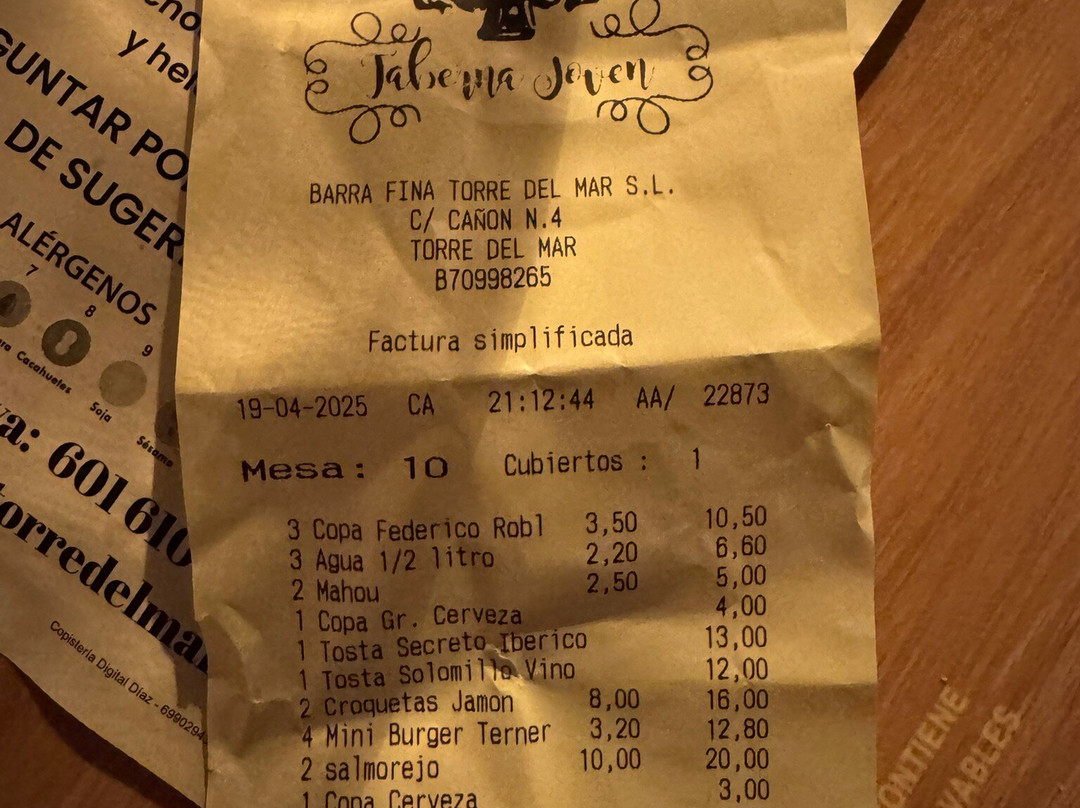 y hel
GUNTAR PO
DE SUGER
ALÉRGENOS
7
8
9
Cacahuetes
Soja
Sésamo
a: 601 610
torredelmar
Copistería Digital Díaz - 6990294
Taberna Joven
BARRA FINA TORRE DEL MAR S.L.
C/ CAÑON N.4
TORRE DEL MAR
B70998265
Factura simplificada
19-04-2025 CA 21:12:44 AA/ 22873
Mesa: 10 Cubiertos : 1
3 Copa Federico Robl 3,50 10,50
3 Agua 1/2 litro 2,20 6,60
2 Mahou 2,50 5,00
1 Copa Gr. Cerveza 4,00
1 Tosta Secreto Iberico 13,00
1 Tosta Solomillo Vino 12,00
2 Croquetas Jamon 8,00 16,00
4 Mini Burger Terner 3,20 12,80
2 salmorejo 10,00 20,00
1 Copa Cerveza 3,00
ONTIENE
VABLES